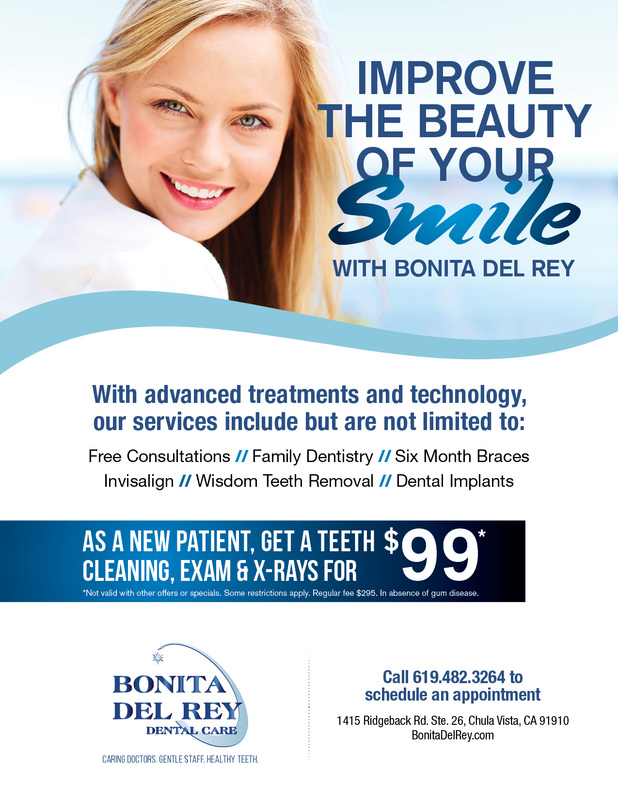 IMPROVE
THE BEAUTY
OF YOUR
Smile
WITH BONITA DEL REY
With advanced treatments and technology,
our services include but are not limited to:
Free Consultations // Family Dentistry // Six Month Braces
Invisalign // Wisdom Teeth Removal // Dental Implants
AS A NEW PATIENT, GET A TEETH
CLEANING, EXAM & X-RAYS FOR
$99*
*Not valid with other offers or specials. Some restrictions apply. Regular fee $295. In absence of gum disease.
BONITA
DEL REY
DENTAL CARE
CARING DOCTORS. GENTLE STAFF. HEALTHY TEETH.
Call 619.482.3264 to
schedule an appointment
1415 Ridgeback Rd. Ste. 26, Chula Vista, CA 91910
BonitaDelRey.com